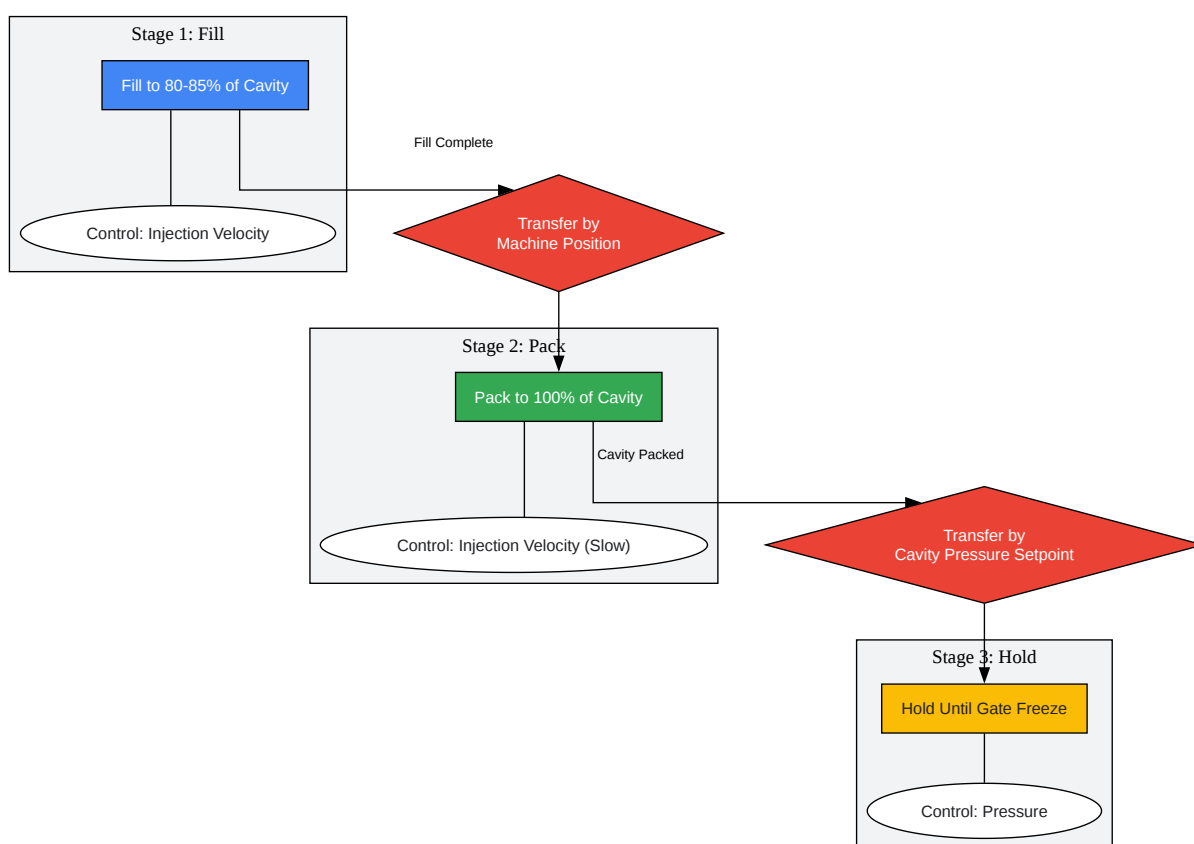 Stage 1: Fill
Fill to 80-85% of Cavity
Fill Complete
Control: Injection Velocity
Transfer by
Machine Position
Stage 2: Pack
Pack to 100% of Cavity
Cavity Packed
Control: Injection Velocity (Slow)
Transfer by
Cavity Pressure Setpoint
Stage 3: Hold
Hold Until Gate Freeze
Control: Pressure